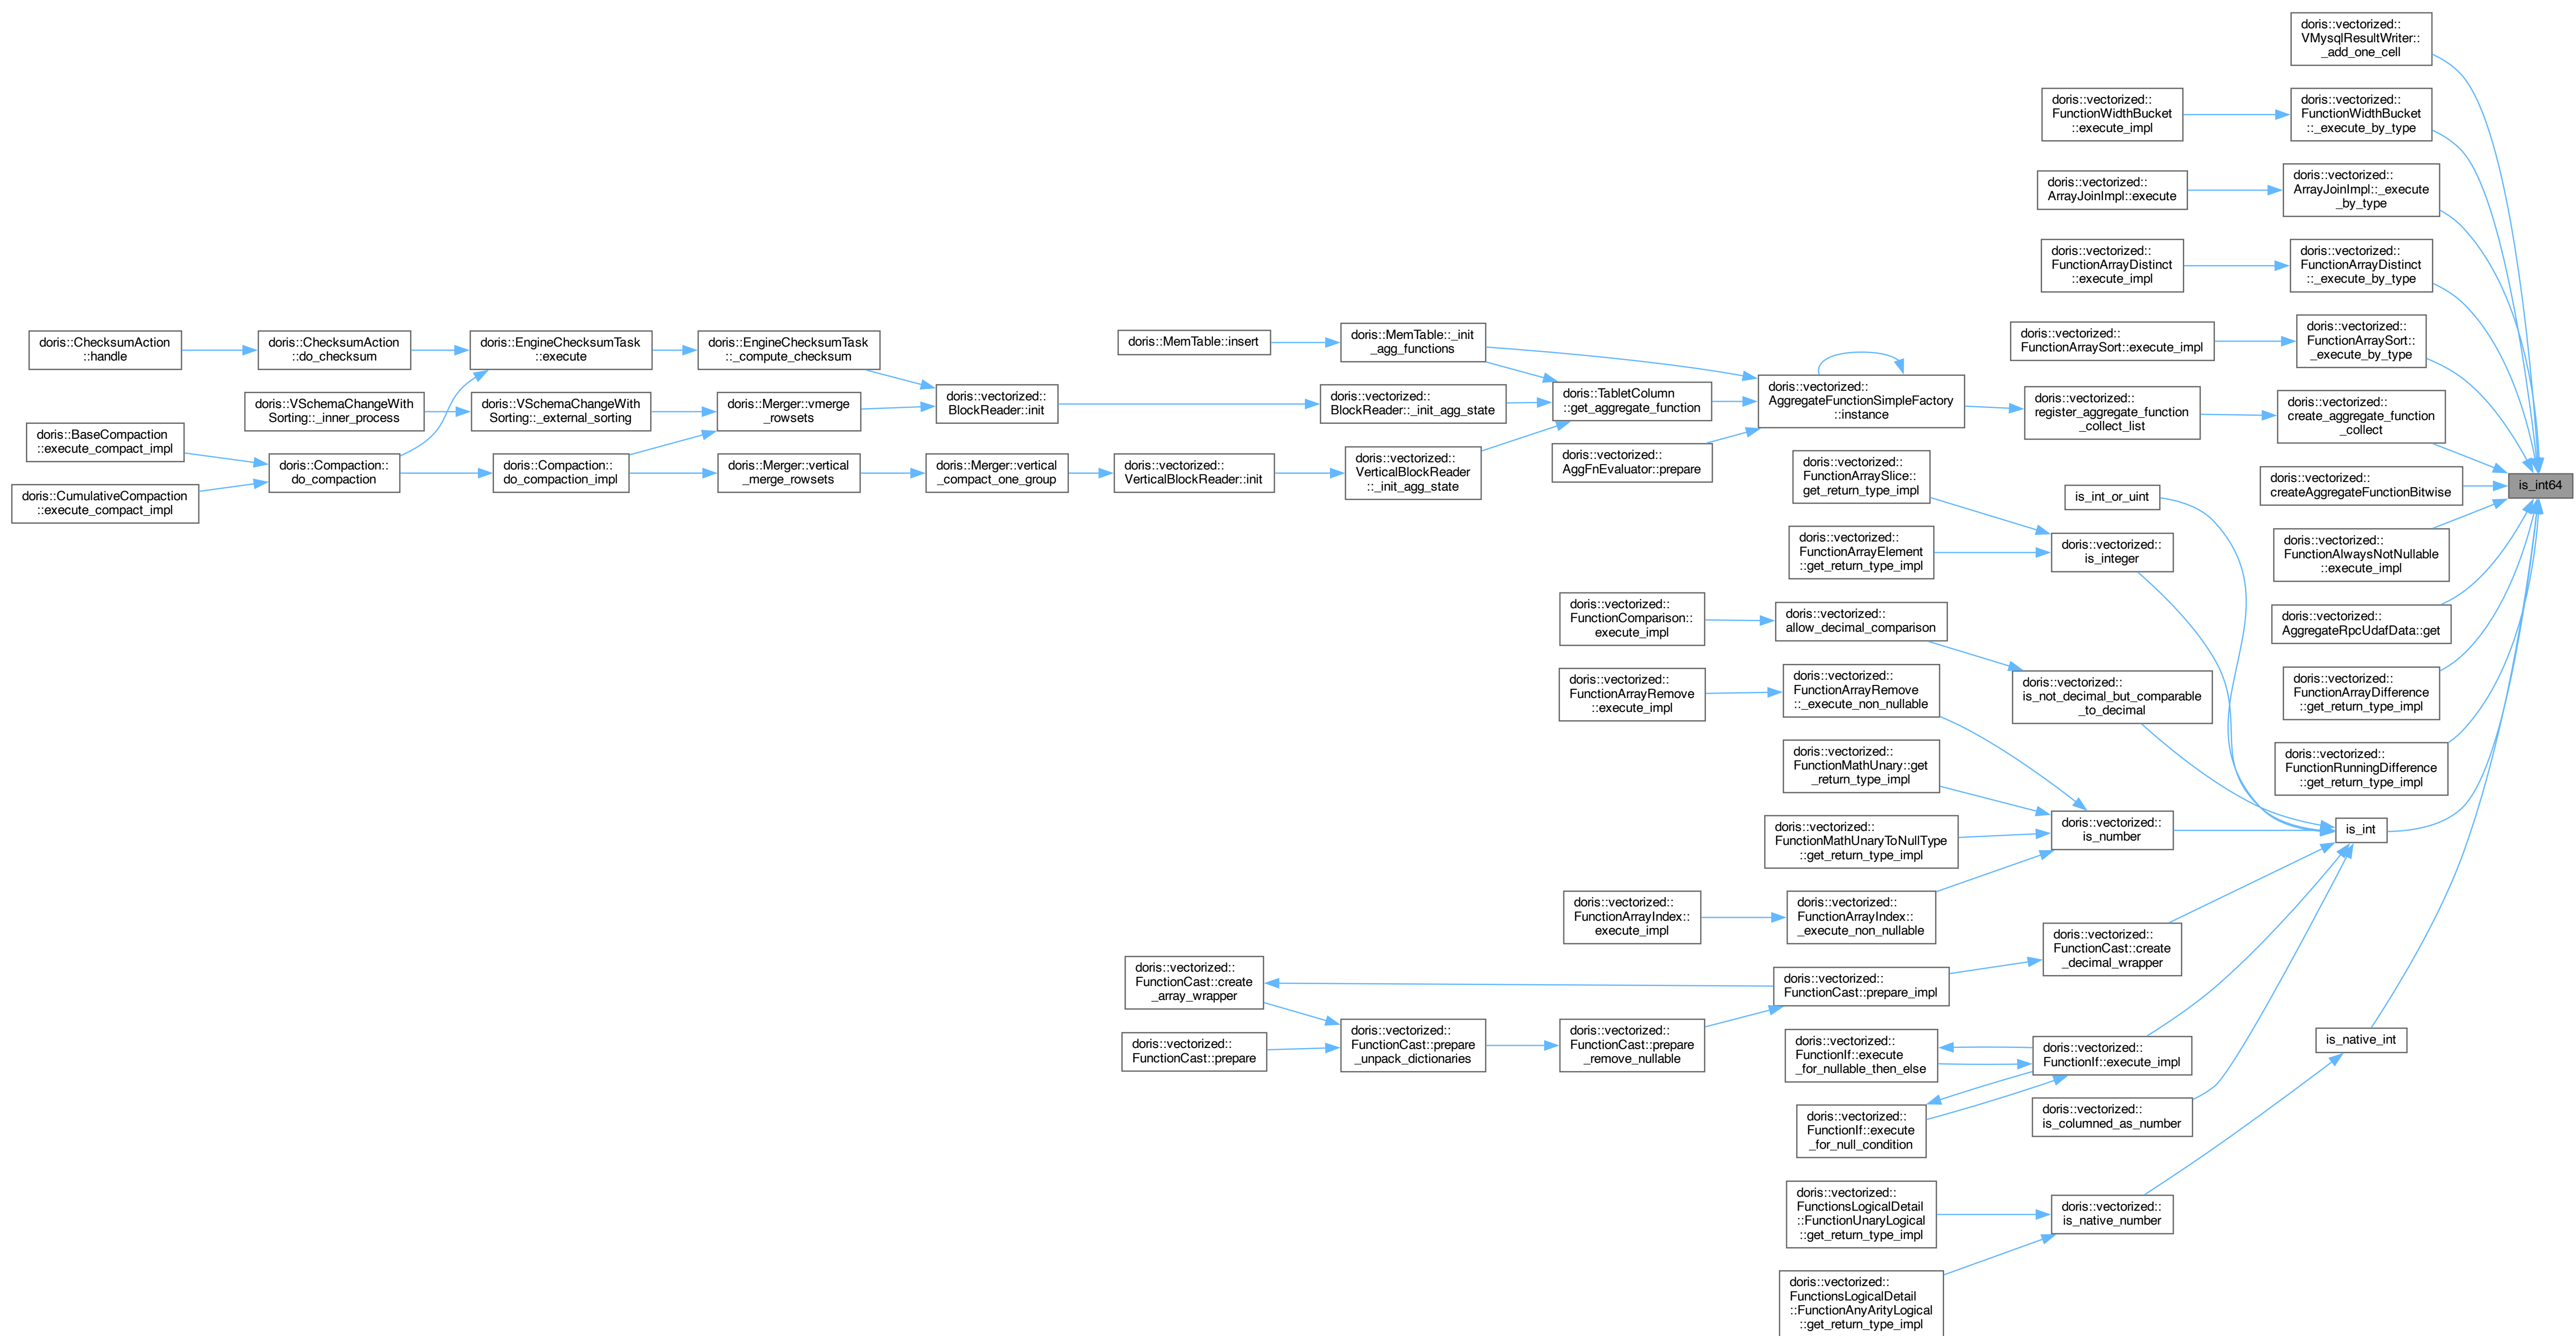 doris::vectorized::
VMysqlResultWriter::
_add_one_cell
doris::vectorized::
FunctionWidthBucket
::execute_impl
doris::vectorized::
FunctionWidthBucket
::_execute_by_type
doris::vectorized::
ArrayJoinImpl::execute
doris::vectorized::
ArrayJoinImpl::_execute
_by_type
doris::vectorized::
FunctionArrayDistinct
::execute_impl
doris::vectorized::
FunctionArrayDistinct
::_execute_by_type
doris::ChecksumAction
::handle
doris::ChecksumAction
::do_checksum
doris::EngineChecksumTask
::execute
doris::EngineChecksumTask
::_compute_checksum
doris::MemTable::insert
doris::MemTable::_init
_agg_functions
doris::vectorized::
FunctionArraySort::execute_impl
doris::vectorized::
FunctionArraySort::
_execute_by_type
doris::VSchemaChangeWith
Sorting::_inner_process
doris::VSchemaChangeWith
Sorting::_external_sorting
doris::Merger::vmerge
_rowsets
doris::vectorized::
BlockReader::init
doris::vectorized::
BlockReader::_init_agg_state
doris::TabletColumn
::get_aggregate_function
doris::vectorized::
AggregateFunctionSimpleFactory
::instance
doris::vectorized::
register_aggregate_function
_collect_list
doris::vectorized::
create_aggregate_function
_collect
doris::BaseCompaction
::execute_compact_impl
doris::CumulativeCompaction
::execute_compact_impl
doris::Compaction::
do_compaction
doris::Compaction::
do_compaction_impl
doris::Merger::vertical
_merge_rowsets
doris::Merger::vertical
_compact_one_group
doris::vectorized::
VerticalBlockReader::init
doris::vectorized::
VerticalBlockReader
::_init_agg_state
doris::vectorized::
AggFnEvaluator::prepare
doris::vectorized::
FunctionArraySlice::
get_return_type_impl
is_int_or_uint
doris::vectorized::
createAggregateFunctionBitwise
is_int64
doris::vectorized::
FunctionArrayElement
::get_return_type_impl
doris::vectorized::
is_integer
doris::vectorized::
FunctionAlwaysNotNullable
::execute_impl
doris::vectorized::
FunctionComparison::
execute_impl
doris::vectorized::
allow_decimal_comparison
doris::vectorized::
AggregateRpcUdafData::get
doris::vectorized::
FunctionArrayRemove
::execute_impl
doris::vectorized::
FunctionArrayRemove
::_execute_non_nullable
doris::vectorized::
is_not_decimal_but_comparable
_to_decimal
doris::vectorized::
FunctionArrayDifference
::get_return_type_impl
doris::vectorized::
FunctionMathUnary::get
_return_type_impl
doris::vectorized::
FunctionRunningDifference
::get_return_type_impl
doris::vectorized::
FunctionMathUnaryToNullType
::get_return_type_impl
doris::vectorized::
is_number
is_int
doris::vectorized::
FunctionArrayIndex::
execute_impl
doris::vectorized::
FunctionArrayIndex::
_execute_non_nullable
doris::vectorized::
FunctionCast::create
_decimal_wrapper
doris::vectorized::
FunctionCast::create
_array_wrapper
doris::vectorized::
FunctionCast::prepare_impl
doris::vectorized::
FunctionCast::prepare
doris::vectorized::
FunctionCast::prepare
_unpack_dictionaries
doris::vectorized::
FunctionCast::prepare
_remove_nullable
doris::vectorized::
FunctionIf::execute
_for_nullable_then_else
doris::vectorized::
FunctionIf::execute_impl
is_native_int
doris::vectorized::
FunctionIf::execute
_for_null_condition
doris::vectorized::
is_columned_as_number
doris::vectorized::
FunctionsLogicalDetail
::FunctionUnaryLogical
::get_return_type_impl
doris::vectorized::
is_native_number
doris::vectorized::
FunctionsLogicalDetail
::FunctionAnyArityLogical
::get_return_type_impl